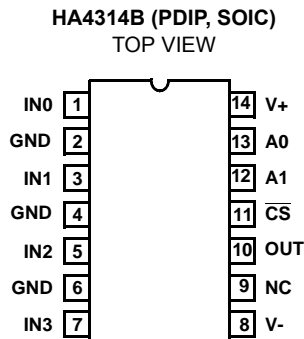 HA4314B (PDIP, SOIC)
TOP VIEW
IN0 1 14 V+
GND 2 13 A0
IN1 3 12 A1
GND 4 11 C̅S̅
IN2 5 10 OUT
GND 6 9 NC
IN3 7 8 V-